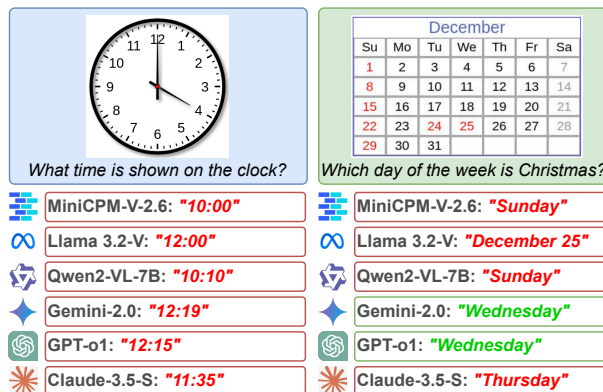 12
1
2
3
4
5
6
7
8
9
10
11
What time is shown on the clock?
MiniCPM-V-2.6: "10:00"
Llama 3.2-V: "12:00"
Qwen2-VL-7B: "10:10"
Gemini-2.0: "12:19"
GPT-o1: "12:15"
Claude-3.5-S: "11:35"
December
Su Mo Tu We Th Fr Sa
1 2 3 4 5 6 7
8 9 10 11 12 13 14
15 16 17 18 19 20 21
22 23 24 25 26 27 28
29 30 31
Which day of the week is Christmas?
MiniCPM-V-2.6: "Sunday"
Llama 3.2-V: "December 25"
Qwen2-VL-7B: "Sunday"
Gemini-2.0: "Wednesday"
GPT-o1: "Wednesday"
Claude-3.5-S: "Thursday"